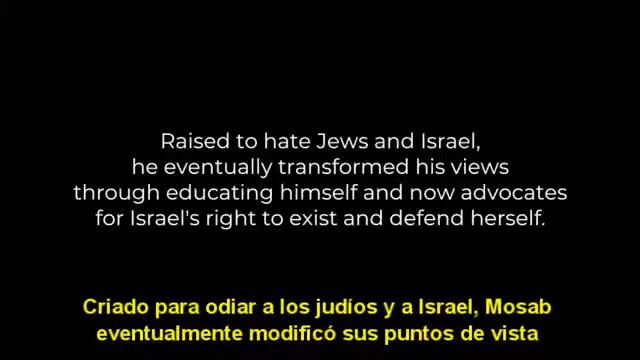 Raised to hate Jews and Israel,
he eventually transformed his views
through educating himself and now advocates
for Israel's right to exist and defend herself.
Criado para odiar a los judíos y a Israel, Mosab
eventualmente modificó sus puntos de vista